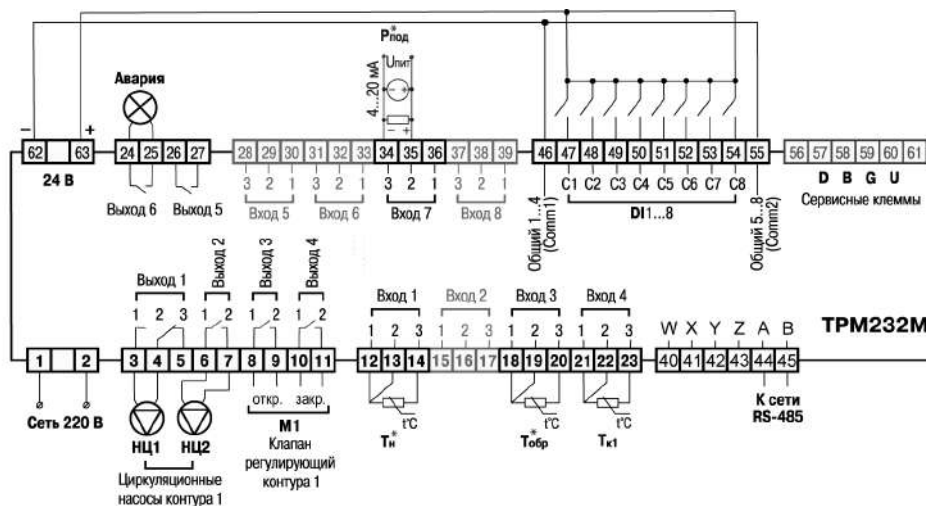 P*под
Uпит
4...20 мА
– +
– +
Авария
– +
62 63 24 25 26 27 28 29 30 31 32 33 34 35 36 37 38 39 46 47 48 49 50 51 52 53 54 55 56 57 58 59 60 61
24 В
3 2 1 3 2 1 3 2 1 3 2 1
C1 C2 C3 C4 C5 C6 C7 C8
D B G U
Выход 6 Выход 5 Вход 5 Вход 6 Вход 7 Вход 8
DI1...8
Сервисные клеммы
Общий 1...4
(Comm1)
Общий 5...8
(Comm2)
Выход 1
Выход 2
Выход 3
Выход 4
1 2 3 1 2 1 2 1 2
Вход 1 Вход 2 Вход 3 Вход 4
1 2 3 1 2 3 1 2 3 1 2 3
W X Y Z A B
ТРМ232М
1 2 3 4 5 6 7 8 9 10 11 12 13 14 15 16 17 18 19 20 21 22 23 40 41 42 43 44 45
Сеть 220 В
НЦ1 НЦ2
Циркуляционные
насосы контура 1
откр. закр.
М1
Клапан
регулирующий
контура 1
t°C t°C t°C
Tн* Tобр* Tк1
К сети
RS-485